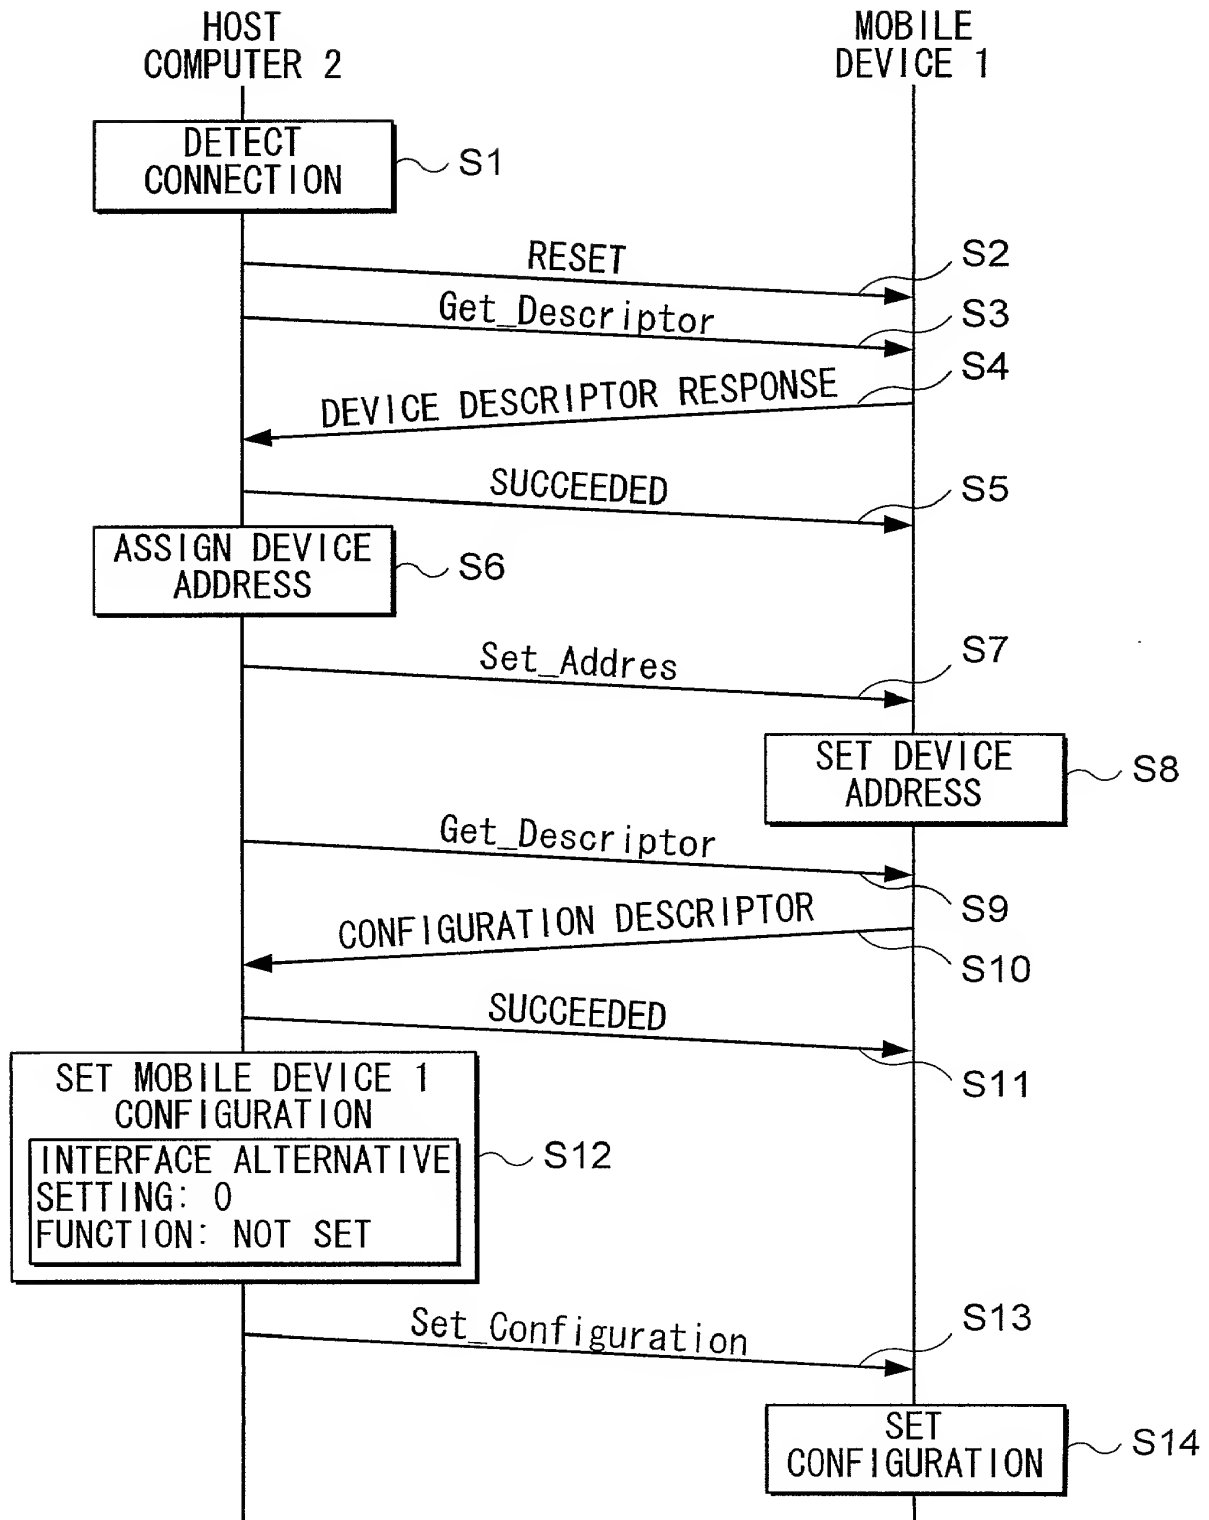 HOST
COMPUTER 2
MOBILE
DEVICE 1
DETECT
CONNECTION
S1
RESET
S2
Get_Descriptor
S3
DEVICE DESCRIPTOR RESPONSE
S4
SUCCEEDED
S5
ASSIGN DEVICE
ADDRESS
S6
Set_Addres
S7
SET DEVICE
ADDRESS
S8
Get_Descriptor
S9
CONFIGURATION DESCRIPTOR
S10
SUCCEEDED
S11
SET MOBILE DEVICE 1
CONFIGURATION
INTERFACE ALTERNATIVE
SETTING: 0
FUNCTION: NOT SET
S12
Set_Configuration
S13
SET
CONFIGURATION
S14